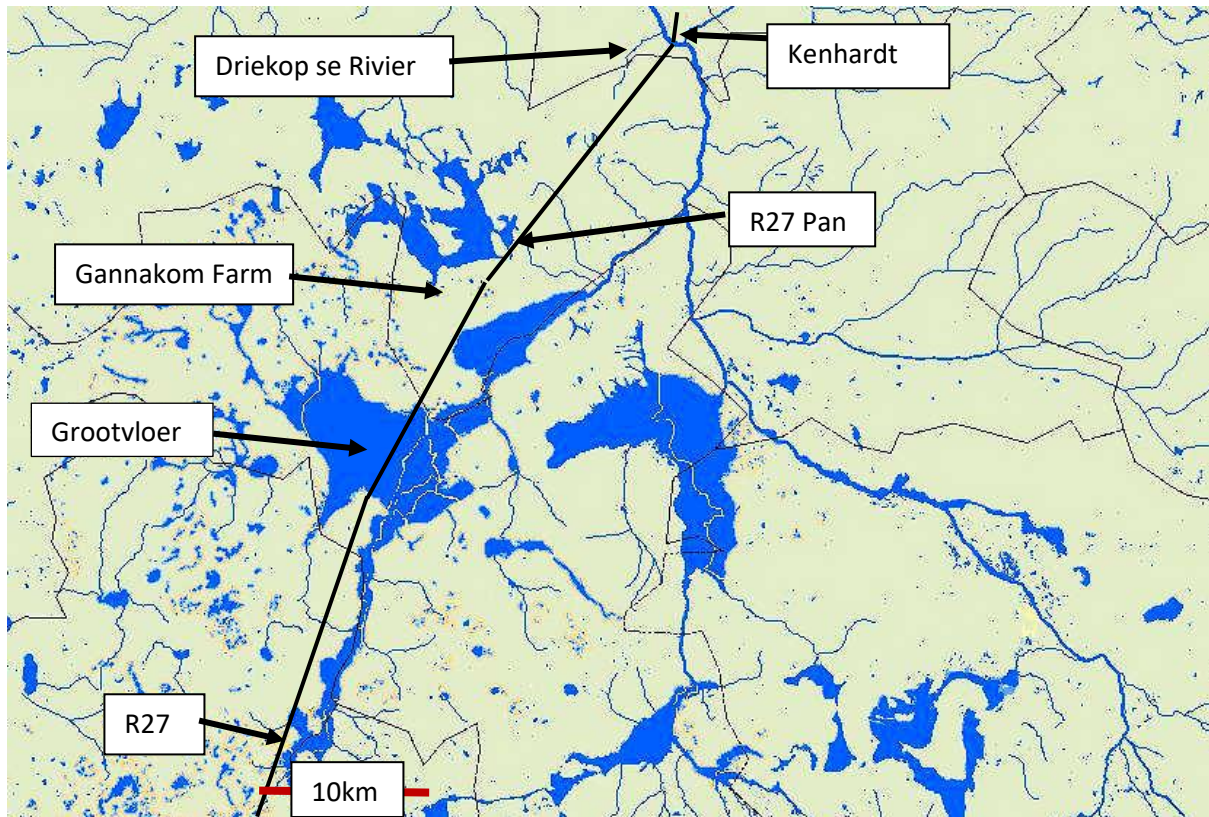 Driekop se Rivier
Kenhardt
R27 Pan
Gannakom Farm
Grootvloer
R27
10km